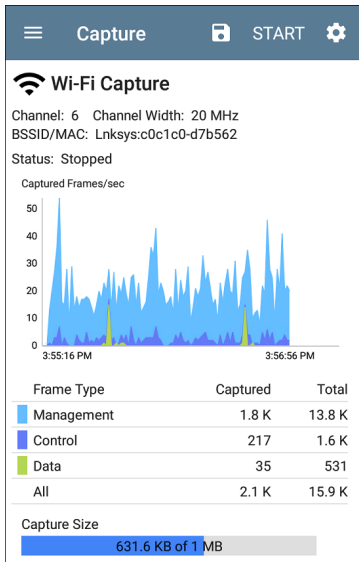 Capture START
Wi-Fi Capture
Channel: 6 Channel Width: 20 MHz
BSSID/MAC: Lnksys:c0c1c0-d7b562
Status: Stopped
Captured Frames/sec
50
40
30
20
10
0
3:55:16 PM 3:56:56 PM
Frame Type Captured Total
Management 1.8 K 13.8 K
Control 217 1.6 K
Data 35 531
All 2.1 K 15.9 K
Capture Size
631.6 KB of 1 MB